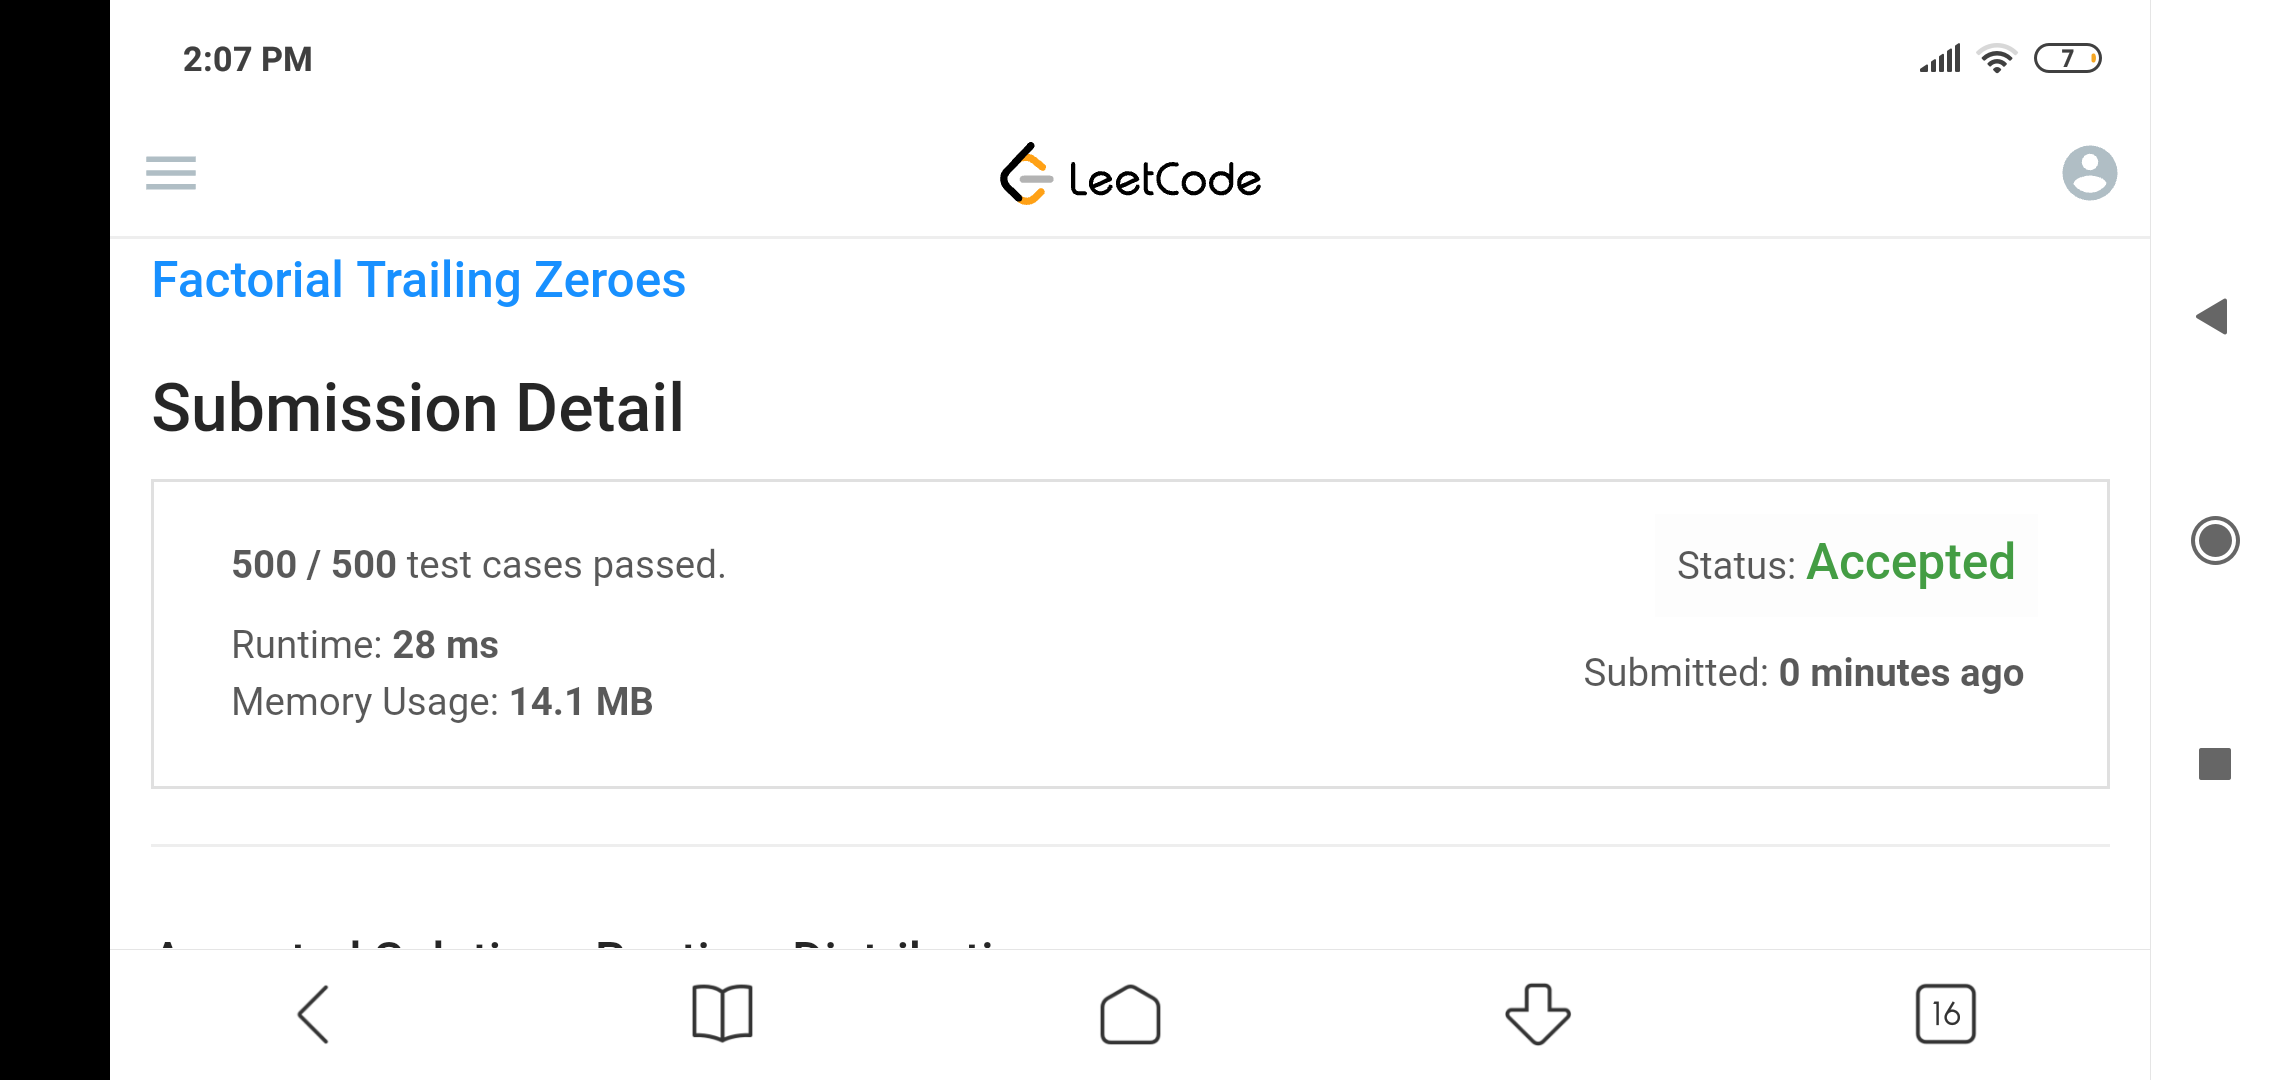 2:07 PM
7
LeetCode
Factorial Trailing Zeroes
Submission Detail
500 / 500 test cases passed.
Status: Accepted
Runtime: 28 ms
Submitted: 0 minutes ago
Memory Usage: 14.1 MB
16